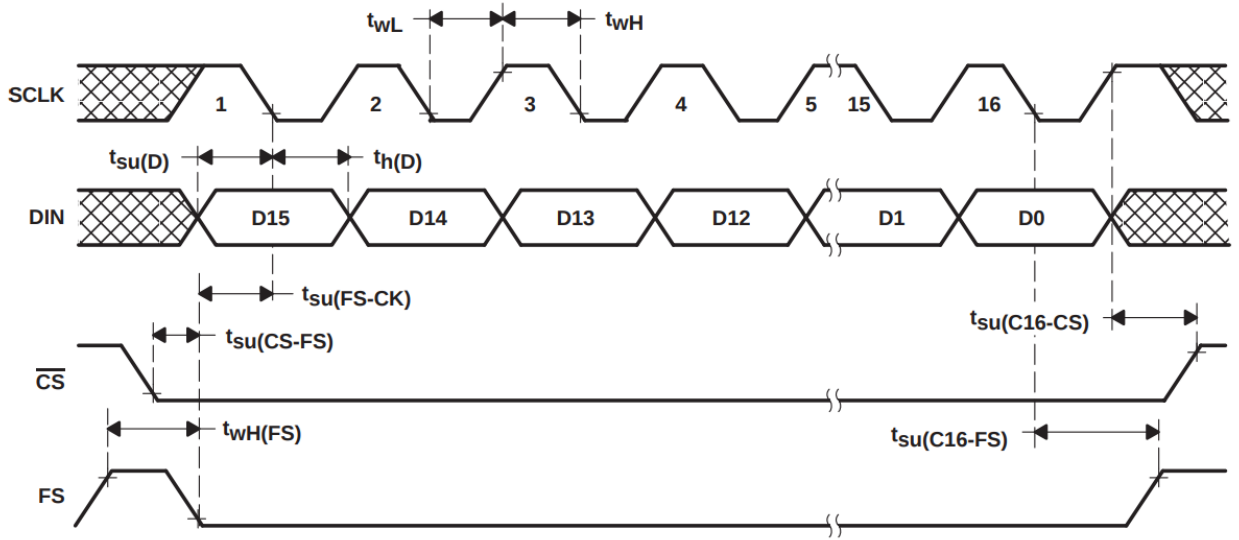 twL twH
SCLK 1 2 3 4 5 15 16
tsu(D) th(D)
DIN D15 D14 D13 D12 D1 D0
tsu(FS-CK)
tsu(C16-CS)
tsu(CS-FS)
CS
twH(FS)
tsu(C16-FS)
FS